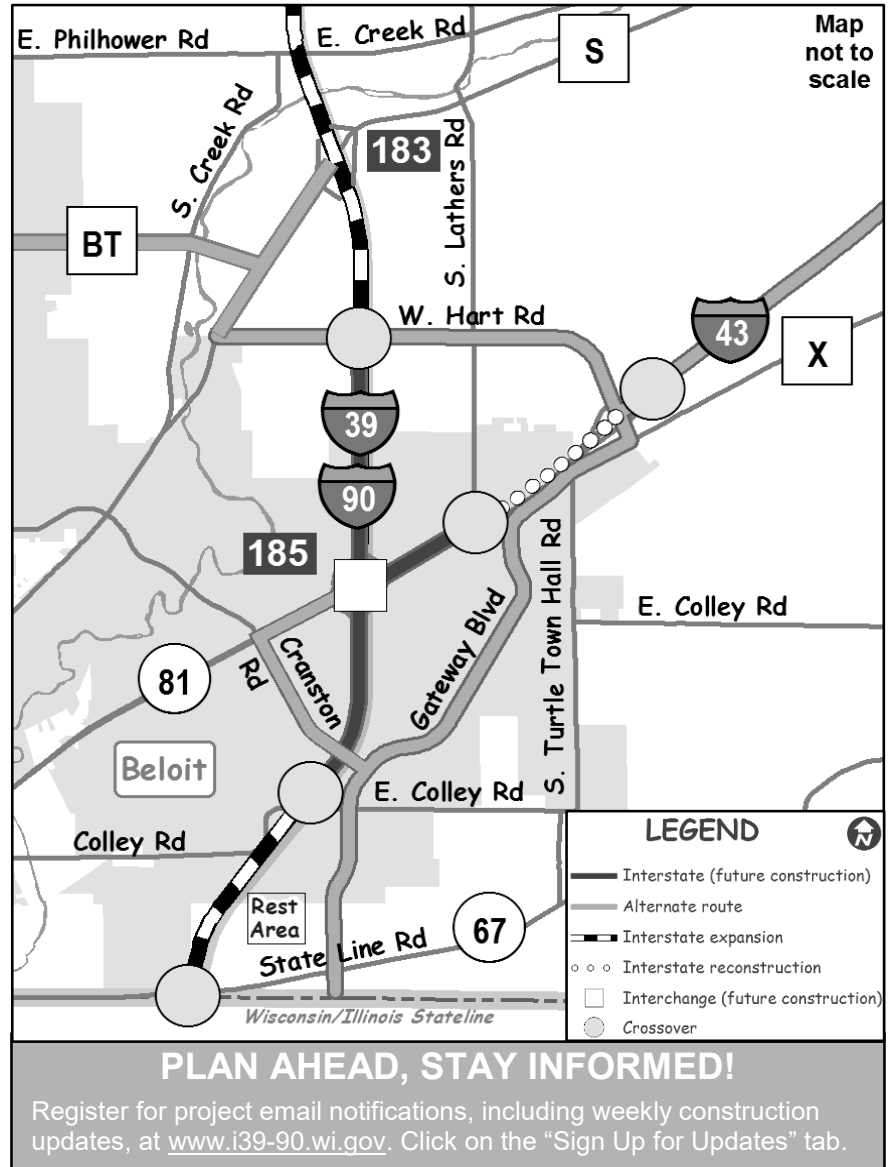 E. Philhower Rd
E. Creek Rd
S
Map
not to
scale
S. Creek Rd
183
S. Lathers Rd
BT
W. Hart Rd
43
X
39
90
185
S. Turtle Town Hall Rd
E. Colley Rd
Gateway Blvd
Cranston
Rd
81
Beloit
E. Colley Rd
Colley Rd
Rest
Area
State Line Rd
67
Wisconsin/Illinois Stateline
LEGEND
N
Interstate (future construction)
Alternate route
Interstate expansion
Interstate reconstruction
Interchange (future construction)
Crossover
PLAN AHEAD, STAY INFORMED!
Register for project email notifications, including weekly construction
updates, at www.i39-90.wi.gov. Click on the “Sign Up for Updates” tab.